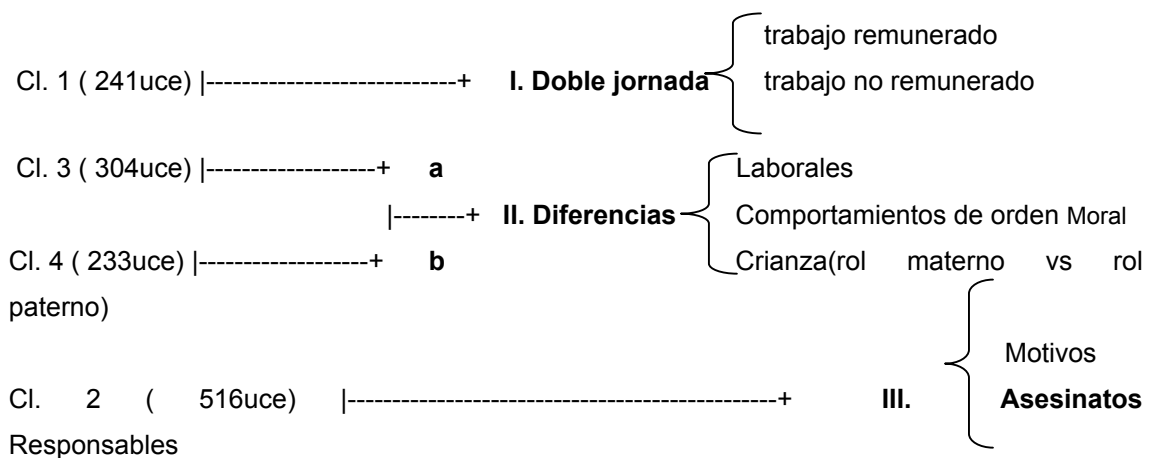 trabajo remunerado
Cl. 1 ( 241uce) |----------------------------+ I. Doble jornada trabajo no remunerado
Cl. 3 ( 304uce) |-------------------+ a Laborales
|--------+ II. Diferencias Comportamientos de orden Moral
Cl. 4 ( 233uce) |-------------------+ b Crianza(rol materno vs rol
paterno)
Motivos
Cl. 2 ( 516uce) |------------------------------------------------+ III. Asesinatos
Responsables